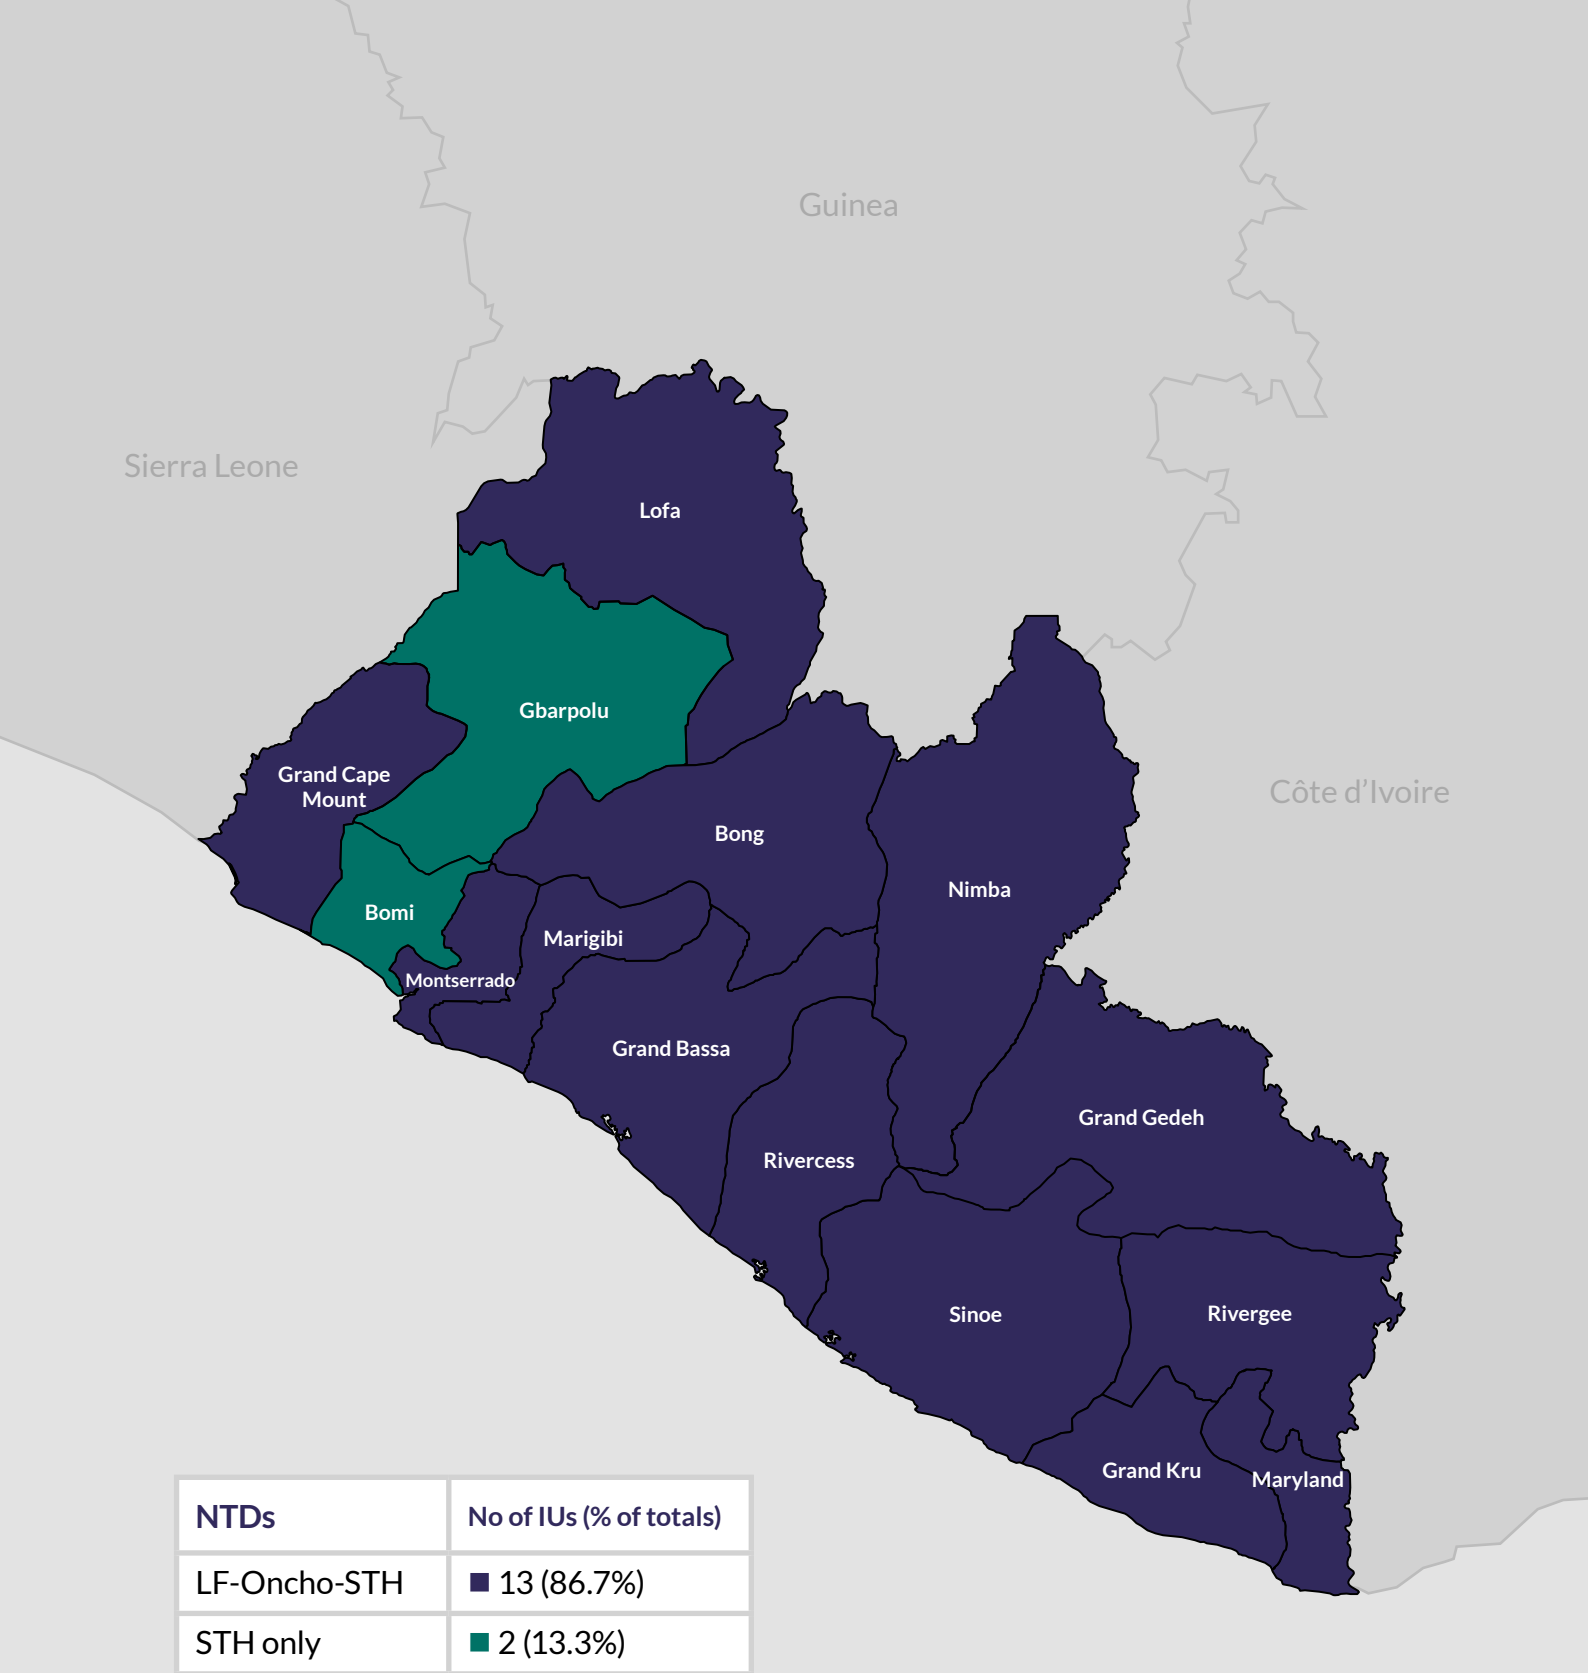 Guinea
Sierra Leone
Lofa
Gbarpolu
Grand Cape
Mount
Côte d’Ivoire
Bong
Nimba
Bomi
Marigibi
Montserrado
Grand Bassa
Grand Gedeh
Rivercess
Sinoe
Rivergee
Grand Kru
Maryland
NTDs
No of IUs (% of totals)
LF-Oncho-STH
13 (86.7%)
STH only
2 (13.3%)